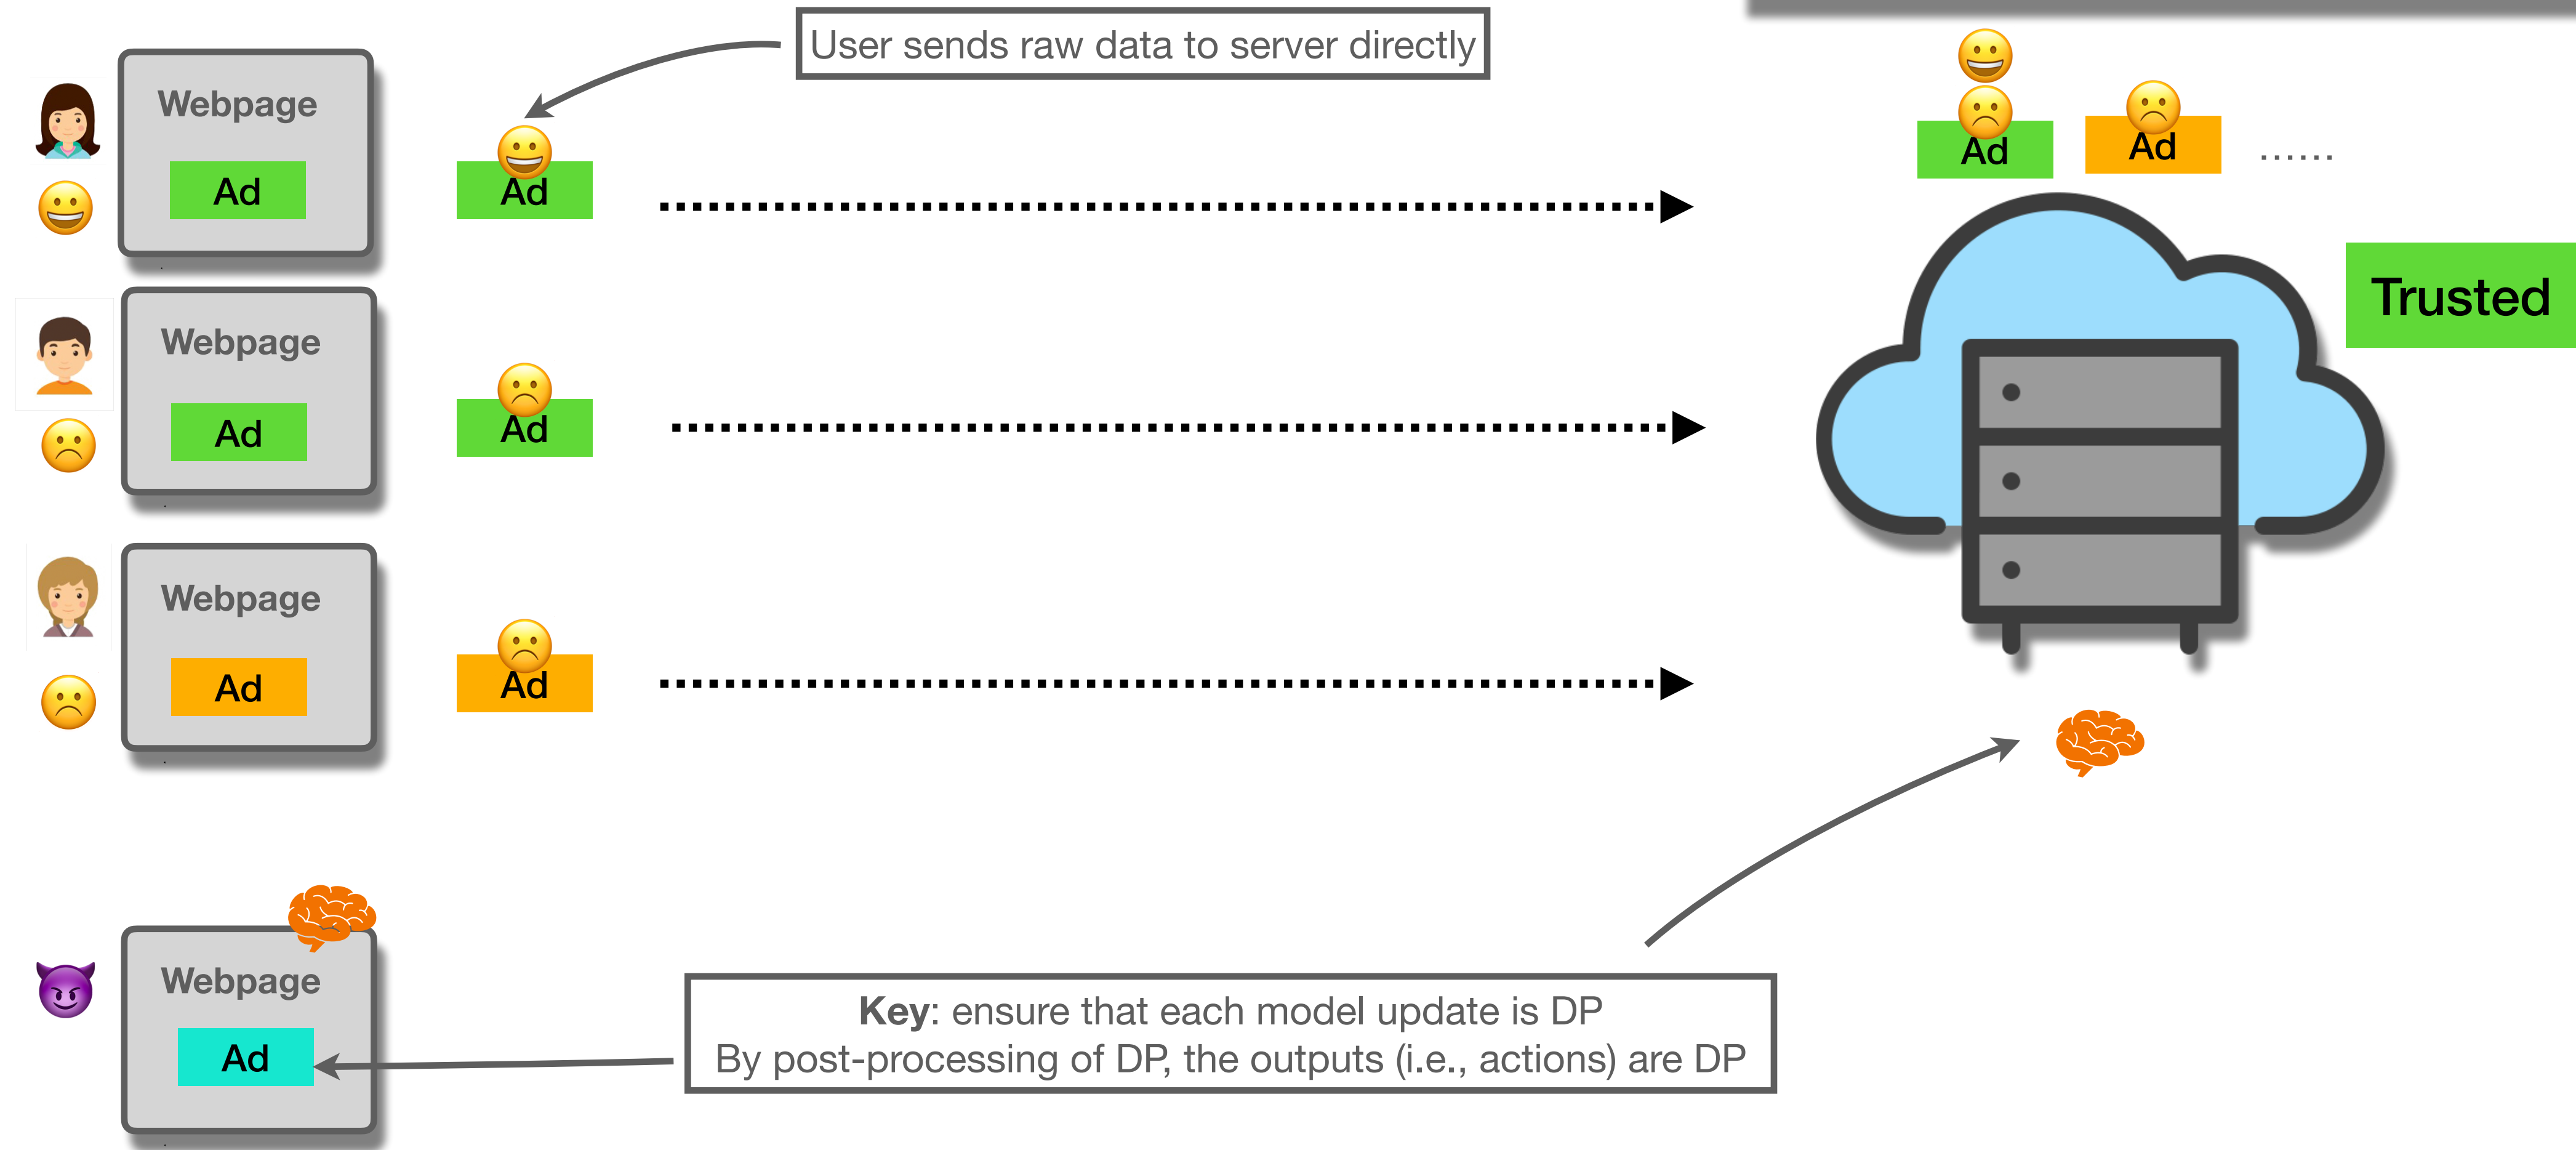 User sends raw data to server directly
Webpage
Ad
Ad
Ad
Ad
......
Trusted
Webpage
Ad
Ad
Webpage
Ad
Ad
Webpage
Ad
Key: ensure that each model update is DP
By post-processing of DP, the outputs (i.e., actions) are DP